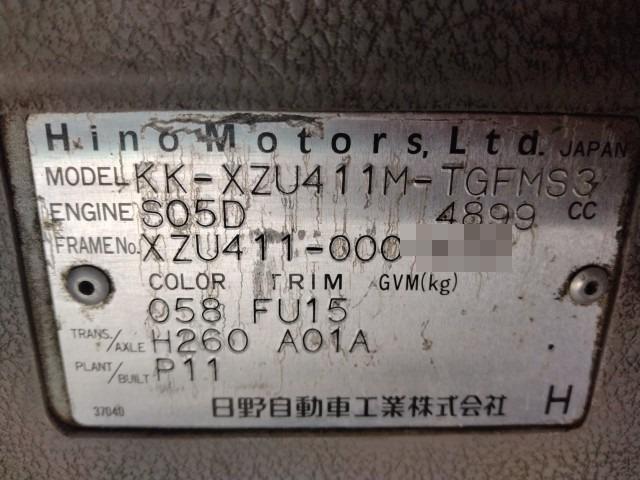 Hino Motors, Ltd. JAPAN
MODEL KK-XZU411M-TGFMS3
ENGINE S05D 4899 CC
FRAME No. XZU411-000
COLOR TRIM GVM(kg)
058 FU15
TRANS./AXLE H260 A01A
PLANT/BUILT P11
3704D 日野自動車工業株式会社 H